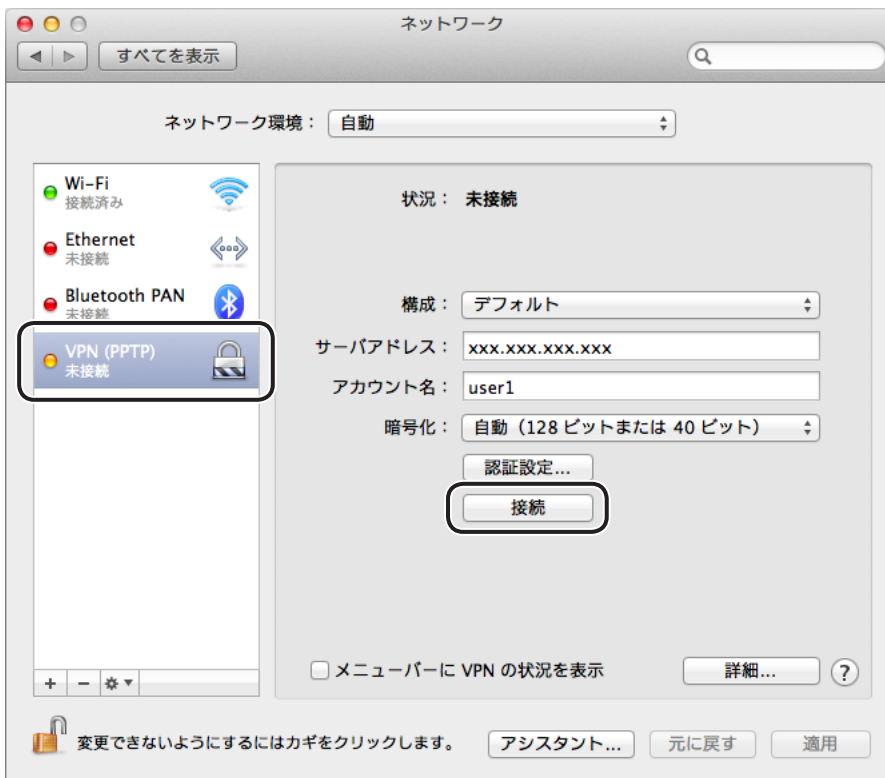 ネットワーク
すべてを表示
ネットワーク環境： 自動
Wi-Fi
接続済み
Ethernet
未接続
Bluetooth PAN
未接続
VPN (PPTP)
未接続
状況： 未接続
構成： デフォルト
サーバアドレス： xxx.xxx.xxx.xxx
アカウント名： user1
暗号化： 自動（128 ビットまたは 40 ビット）
認証設定...
接続
メニューバーに VPN の状況を表示
詳細...
?
+ −
変更できないようにするにはカギをクリックします。
アシスタント...
元に戻す
適用